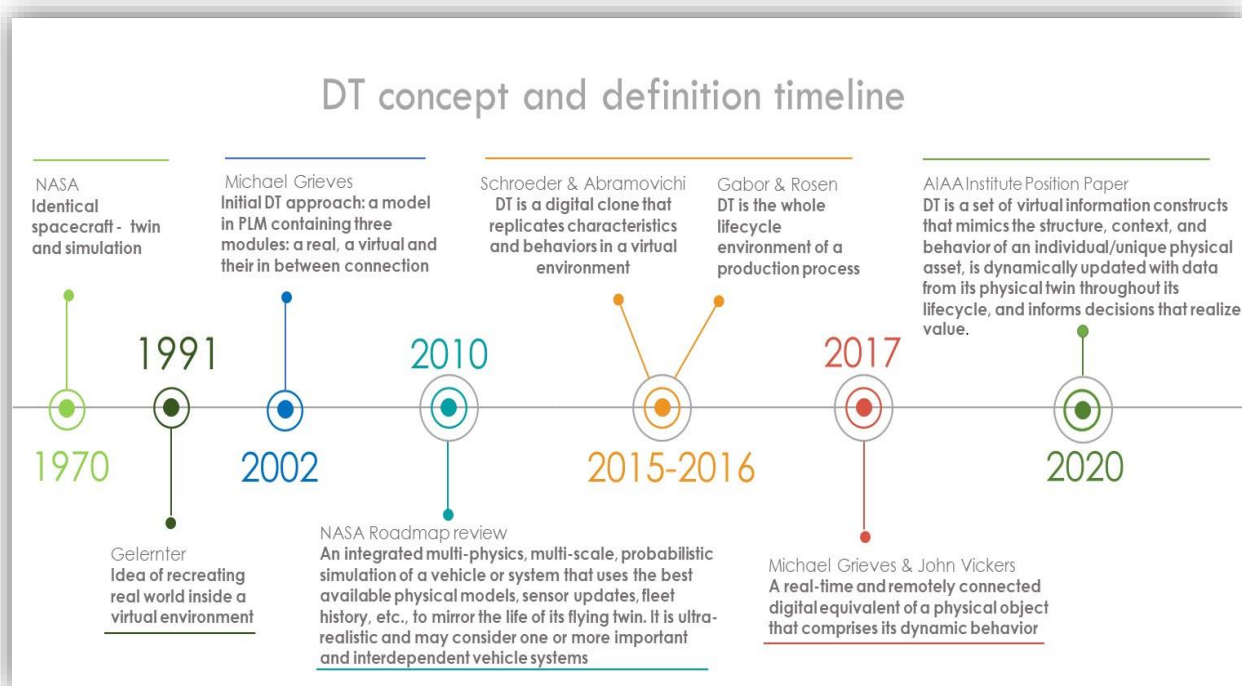 DT concept and definition timeline
NASA
Identical
spacecraft - twin
and simulation
Michael Grieves
Initial DT approach: a model
in PLM containing three
modules: a real, a virtual and
their in between connection
Schroeder & Abramovichi
DT is a digital clone that
replicates characteristics
and behaviors in a virtual
environment
Gabor & Rosen
DT is the whole
lifecycle
environment of a
production process
AIAA Institute Position Paper
DT is a set of virtual information constructs
that mimics the structure, context, and
behavior of an individual/unique physical
asset, is dynamically updated with data
from its physical twin throughout its
lifecycle, and informs decisions that realize
value.
1991
2010
2017
1970
2002
2015-2016
2020
Gelernter
Idea of recreating
real world inside a
virtual environment
NASA Roadmap review
An integrated multi-physics, multi-scale, probabilistic
simulation of a vehicle or system that uses the best
available physical models, sensor updates, fleet
history, etc., to mirror the life of its flying twin. It is ultra-
realistic and may consider one or more important
and interdependent vehicle systems
Michael Grieves & John Vickers
A real-time and remotely connected
digital equivalent of a physical object
that comprises its dynamic behavior